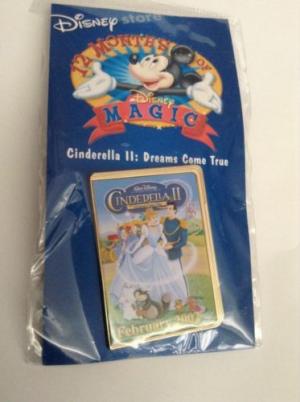 Disney store
12 MONTHS OF
Disney
MAGIC
Cinderella II: Dreams Come True
WALT DISNEY
CINDERELLA II
February 2002